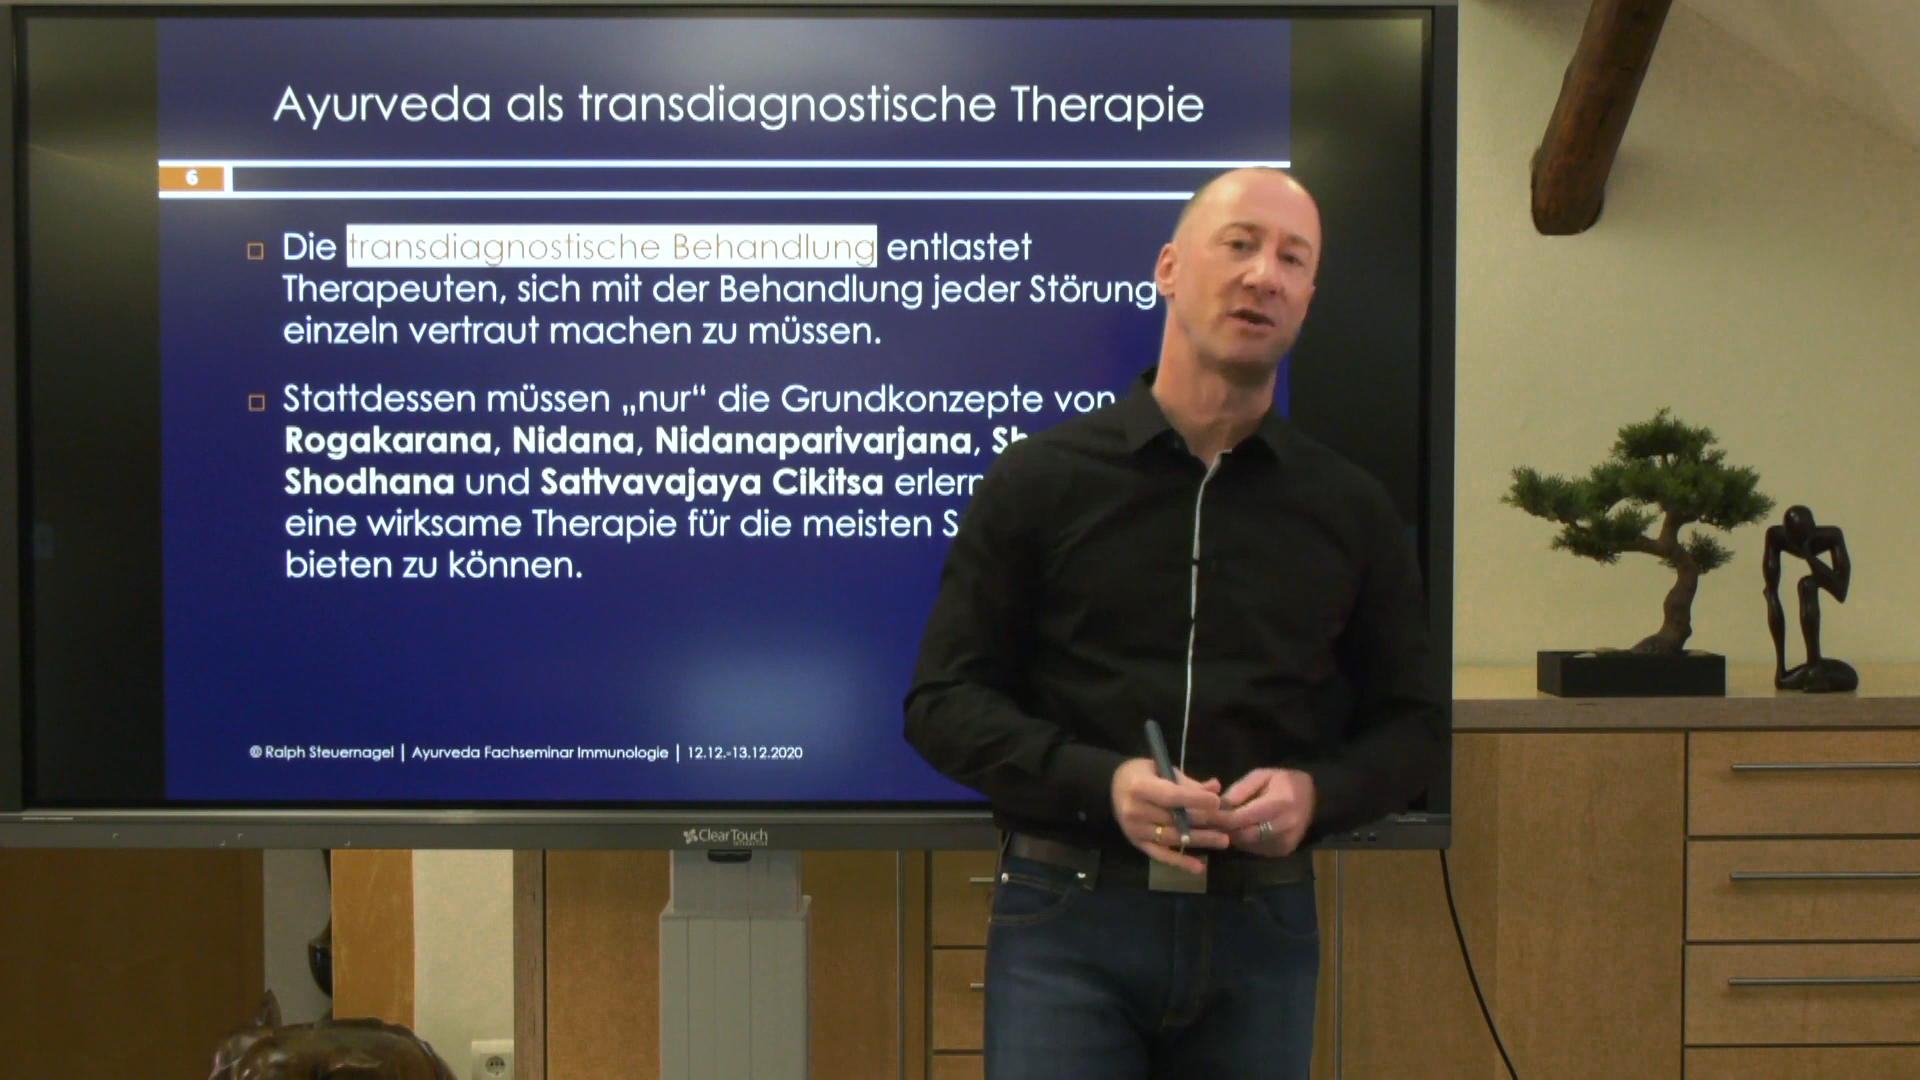 Ayurveda als transdiagnostische Therapie
6
Die transdiagnostische Behandlung entlastet
Therapeuten, sich mit der Behandlung jeder Störung
einzeln vertraut machen zu müssen.
Stattdessen müssen „nur“ die Grundkonzepte von
Rogakarana, Nidana, Nidanaparivarjana,
Shodhana und Sattvavajaya Cikitsa
eine wirksame Therapie für die meisten
bieten zu können.
© Ralph Steuernagel | Ayurveda Fachseminar Immunologie | 12.12.-13.12.2020
ClearTouch
INTERACTIVE